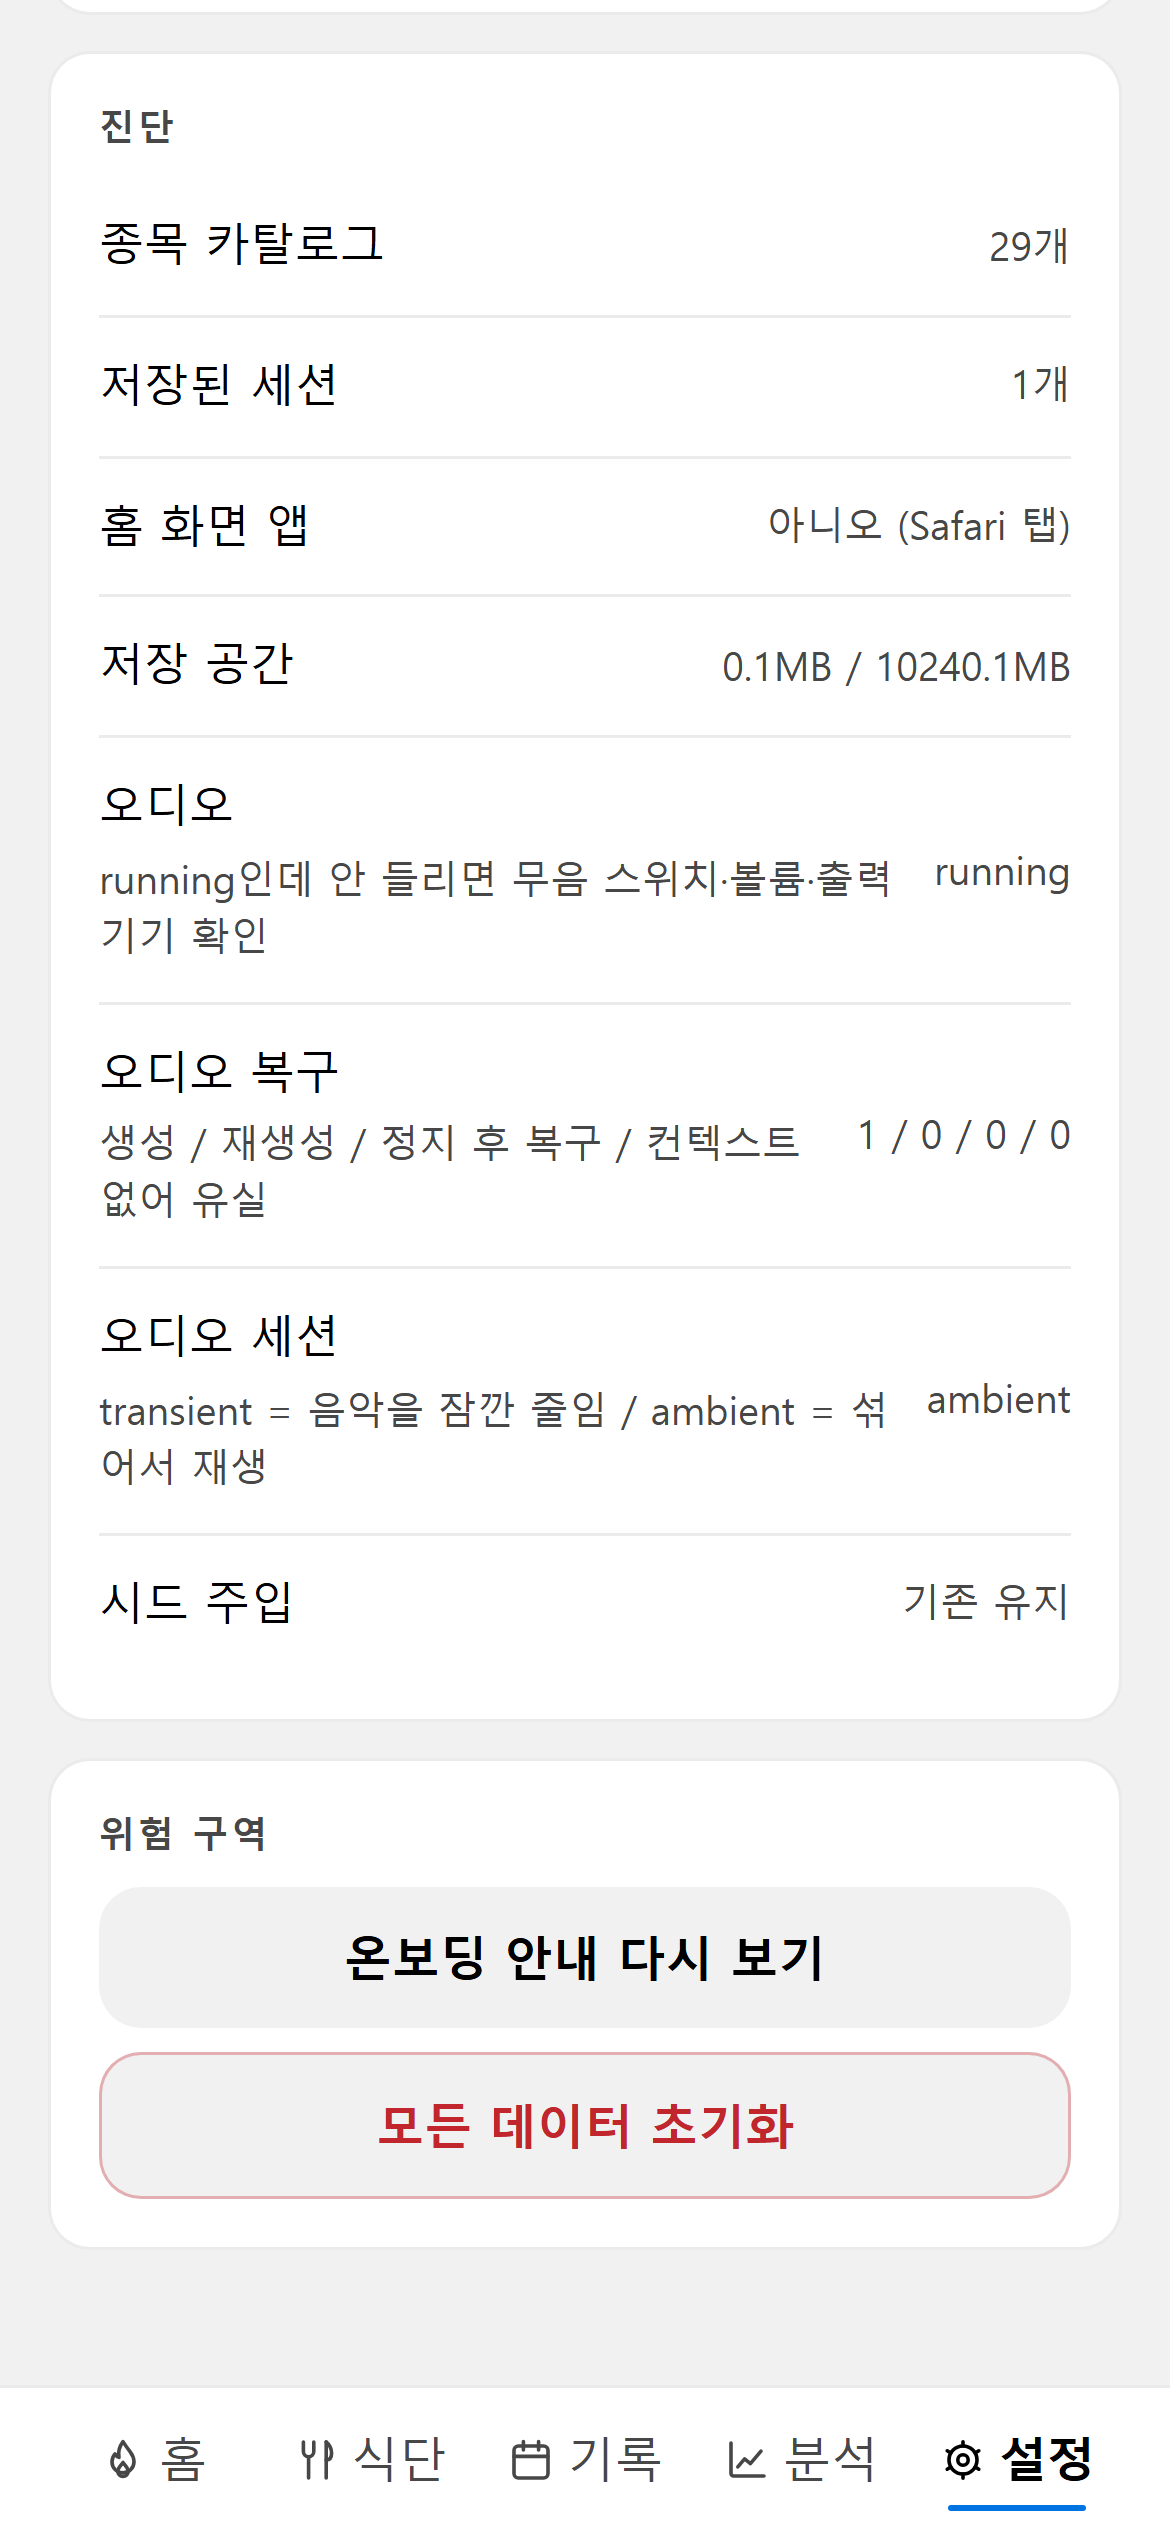 진단
종목 카탈로그 29개
저장된 세션 1개
홈 화면 앱 아니오 (Safari 탭)
저장 공간 0.1MB / 10240.1MB
오디오
running인데 안 들리면 무음 스위치·볼륨·출력 running
기기 확인
오디오 복구
생성 / 재생성 / 정지 후 복구 / 컨텍스트 1 / 0 / 0 / 0
없어 유실
오디오 세션
transient = 음악을 잠깐 줄임 / ambient = 섞 ambient
어서 재생
시드 주입 기존 유지
위험 구역
온보딩 안내 다시 보기
모든 데이터 초기화
홈 식단 기록 분석 설정